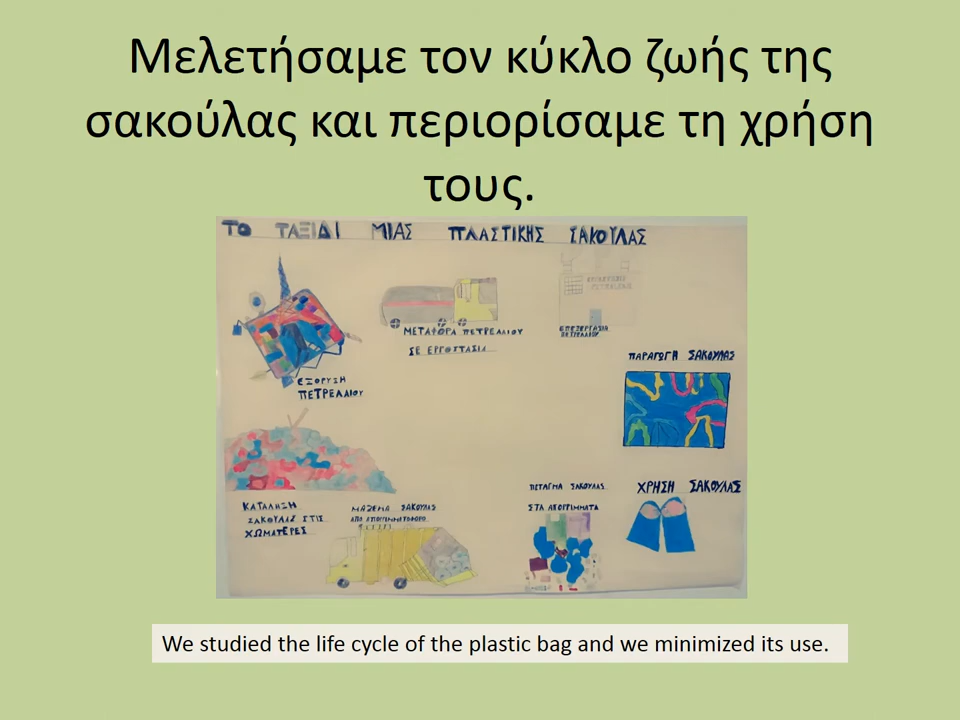 Μελετήσαμε τον κύκλο ζωής της
σακούλας και περιορίσαμε τη χρήση
τους.
ΤΟ ΤΑΞΙΔΙ ΜΙΑΣ ΠΛΑΣΤΙΚΗΣ ΣΑΚΟΥΛΑΣ
ΕΞΟΡΥΞΗ
ΠΕΤΡΕΛΑΙΟΥ
ΜΕΤΑΦΟΡΑ ΠΕΤΡΕΛΑΙΟΥ
ΣΕ ΕΡΓΟΣΤΑΣΙΑ
ΕΠΕΞΕΡΓΑΣΙΑ
ΠΕΤΡΕΛΑΙΟΥ
ΠΑΡΑΓΩΓΗ ΣΑΚΟΥΛΑΣ
ΧΡΗΣΗ ΣΑΚΟΥΛΑΣ
ΠΕΤΑΓΜΑ ΣΑΚΟΥΛΑΣ
ΣΤΑ ΑΠΟΡΡΙΜΜΑΤΑ
ΜΑΖΕΜΑ ΣΑΚΟΥΛΑΣ
ΑΠΟ ΑΠΟΡΡΙΜΜΑΤΟΦΟΡΟ
ΚΑΤΑΛΗΞΗ
ΣΑΚΟΥΛΑΣ ΣΤΙΣ
ΧΩΜΑΤΕΡΕΣ
We studied the life cycle of the plastic bag and we minimized its use.